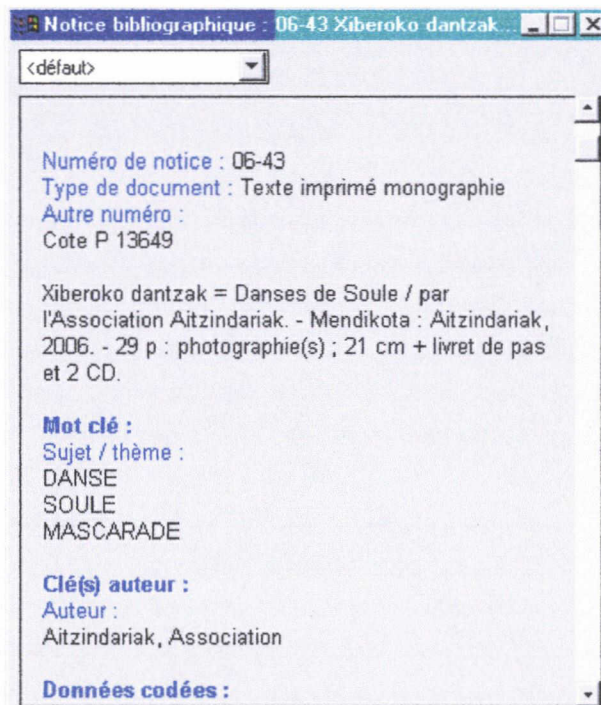 Notice bibliographique : 06-43 Xiberoko dantzak...
<défaut>
Numéro de notice : 06-43
Type de document : Texte imprimé monographie
Autre numéro :
Cote P 13649
Xiberoko dantzak = Danses de Soule / par
l'Association Aitzindariak. - Mendikota : Aitzindariak,
2006. - 29 p : photographie(s) ; 21 cm + livret de pas
et 2 CD.
Mot clé :
Sujet / thème :
DANSE
SOULE
MASCARADE
Clé(s) auteur :
Auteur :
Aitzindariak, Association
Données codées :